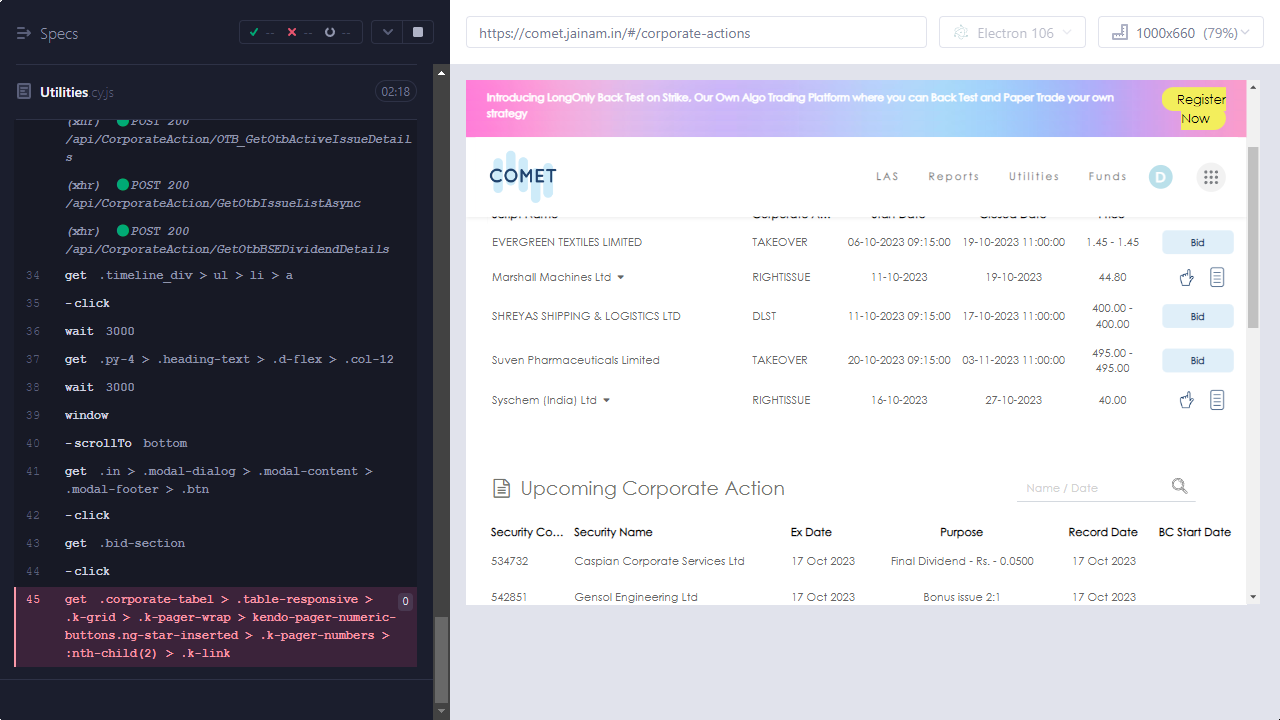 Specs
-- -- --
https://comet.jainam.in/#/corporate-actions
Electron 106
1000x660 (79%)
Utilities.cy.js
02:18
(xhr) POST 200
/api/CorporateAction/OTB_GetOtbActiveIssueDetail
s
(xhr) POST 200
/api/CorporateAction/GetOtbIssueListAsync
(xhr) POST 200
/api/CorporateAction/GetOtbBSEDividendDetails
34 get .timeline_div > ul > li > a
35 -click
36 wait 3000
37 get .py-4 > .heading-text > .d-flex > .col-12
38 wait 3000
39 window
40 -scrollTo bottom
41 get .in > .modal-dialog > .modal-content >
.modal-footer > .btn
42 -click
43 get .bid-section
44 -click
45 get .corporate-tabel > .table-responsive > 0
.k-grid > .k-pager-wrap > kendo-pager-numeric-
buttons.ng-star-inserted > .k-pager-numbers >
:nth-child(2) > .k-link
Introducing LongOnly Back Test on Strike. Our Own Algo Trading Platform where you can Back Test and Paper Trade your own
strategy
Register
Now
COMET
LAS Reports Utilities Funds D
Script Name Corporate A... Start Date Closed Date Price
EVERGREEN TEXTILES LIMITED TAKEOVER 06-10-2023 09:15:00 19-10-2023 11:00:00 1.45 - 1.45 Bid
Marshall Machines Ltd RIGHTISSUE 11-10-2023 19-10-2023 44.80
SHREYAS SHIPPING & LOGISTICS LTD DLST 11-10-2023 09:15:00 17-10-2023 11:00:00 400.00 - Bid
400.00
Suven Pharmaceuticals Limited TAKEOVER 20-10-2023 09:15:00 03-11-2023 11:00:00 495.00 - Bid
495.00
Syschem (India) Ltd RIGHTISSUE 16-10-2023 27-10-2023 40.00
Upcoming Corporate Action Name / Date
Security Co... Security Name Ex Date Purpose Record Date BC Start Date
534732 Caspian Corporate Services Ltd 17 Oct 2023 Final Dividend - Rs. - 0.0500 17 Oct 2023
542851 Gensol Engineering Ltd 17 Oct 2023 Bonus issue 2:1 17 Oct 2023